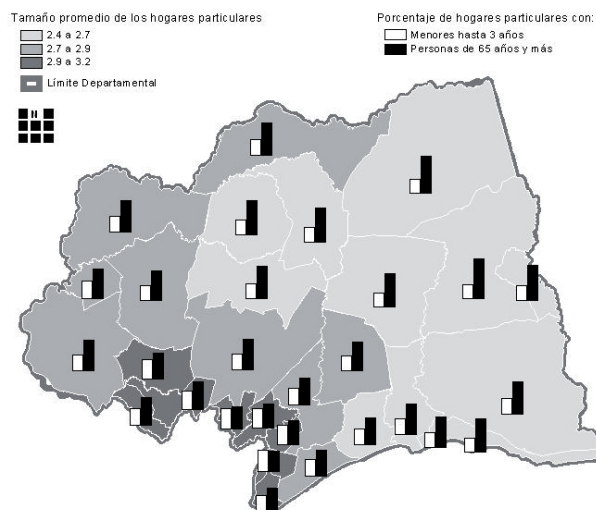 Tamaño promedio de los hogares particulares
2.4 a 2.7
2.7 a 2.9
2.9 a 3.2
Límite Departamental
Porcentaje de hogares particulares con:
Menores hasta 3 años
Personas de 65 años y más